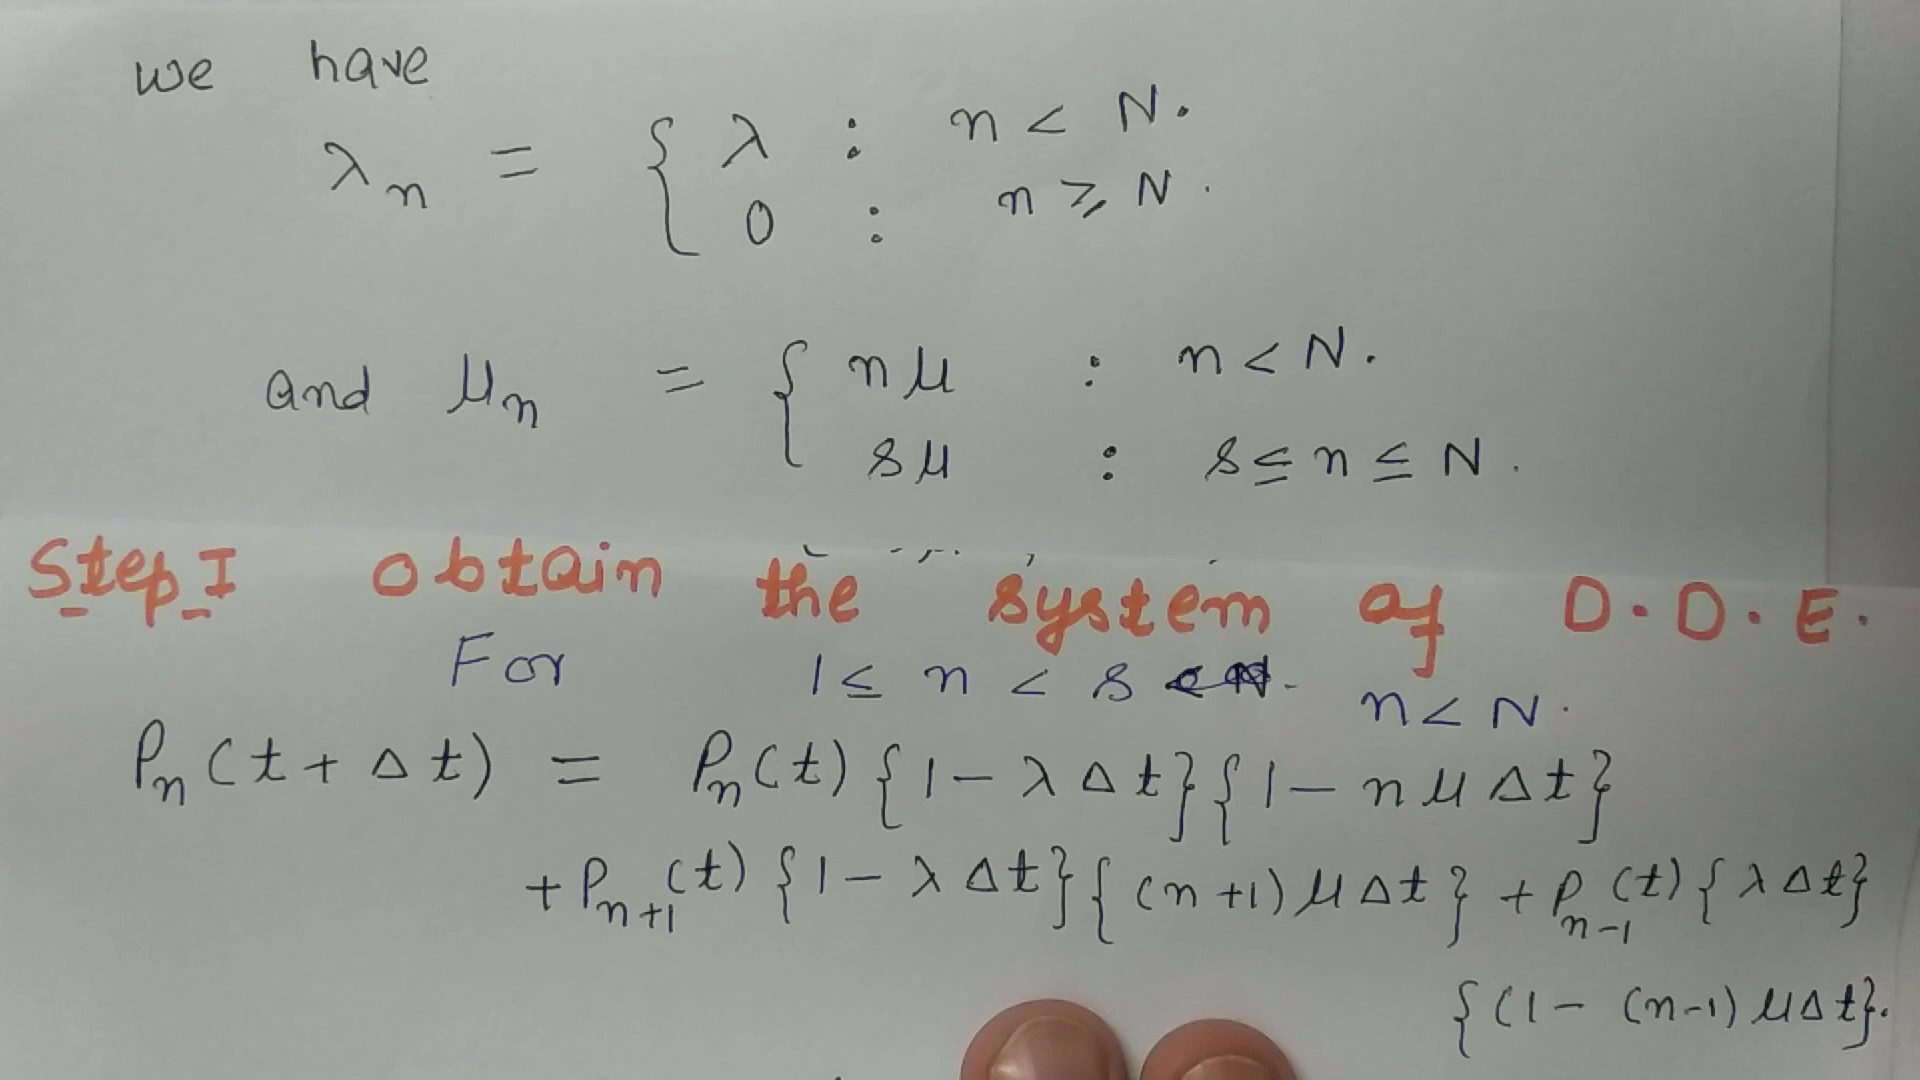 we have
λn = { λ : n < N.
0 : n ≥ N.
and μn = { nμ : n < N.
sμ : s ≤ n ≤ N.
Step I obtain the system of D.D.E.
For 1 ≤ n < s n < N.
Pn(t + Δt) = Pn(t) {1 - λΔt} {1 - nμΔt}
+ Pn+1(t) {1 - λΔt} {(n+1)μΔt} + Pn-1(t) {λΔt}
{(1 - (n-1)μΔt}.